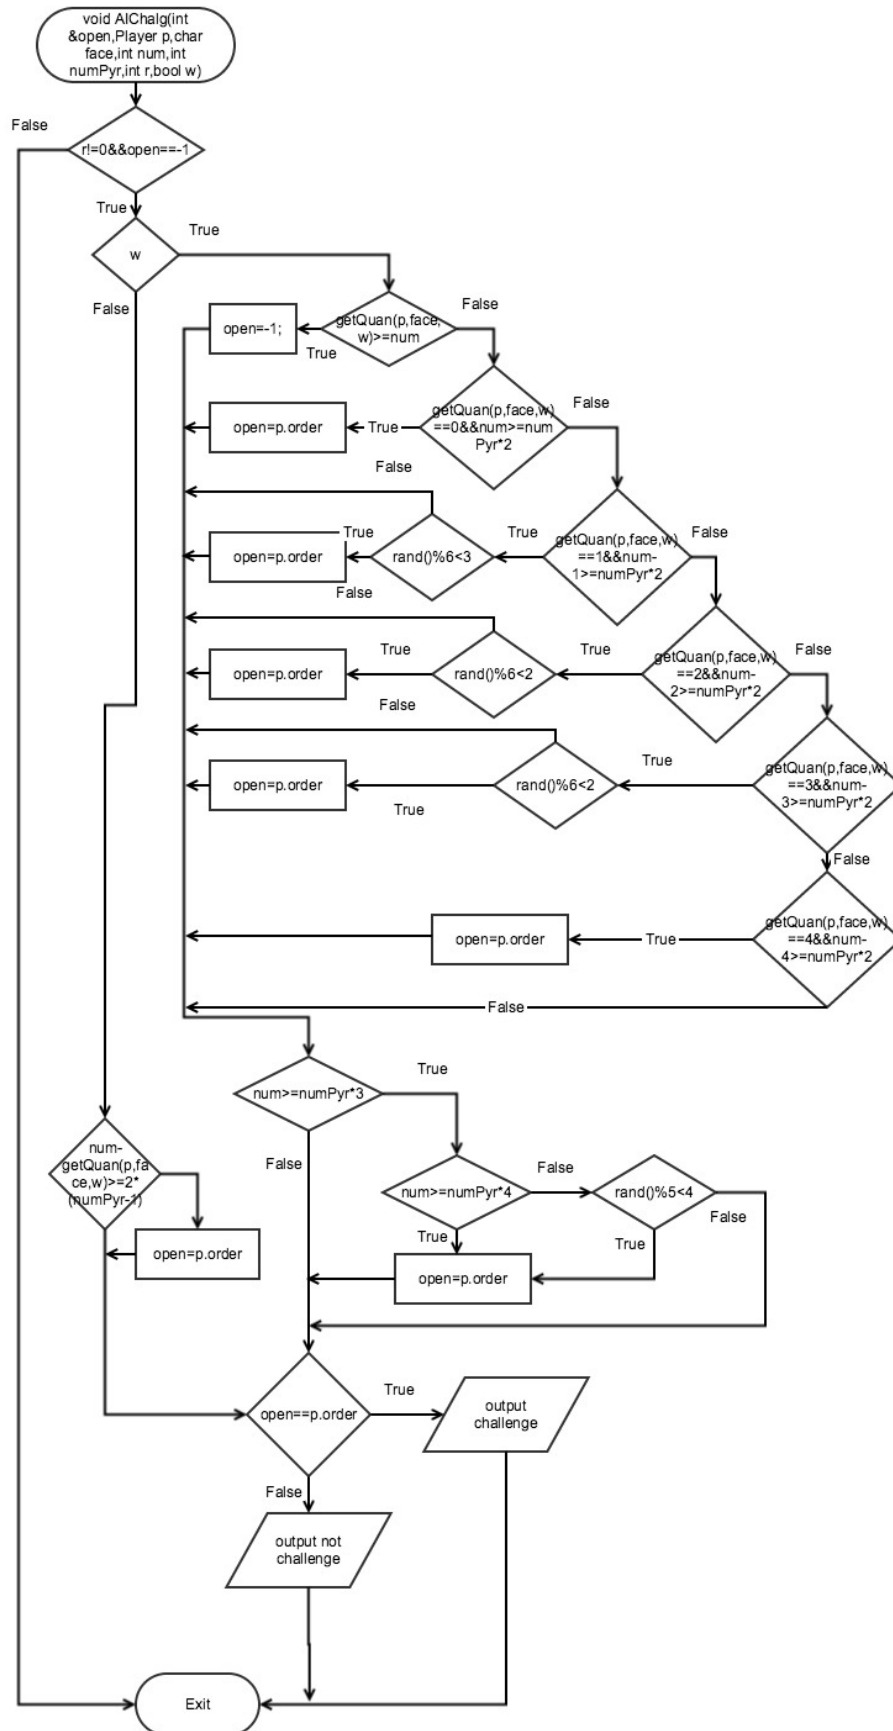 void AIChalg(int
&open,Player p,char
face,int num,int
numPyr,int r,bool w)
False
r!=0&&open==-1
True
True
w
False
False
getQuan(p,face,
w)>=num
open=-1;
True
False
getQuan(p,face,w)
==0&&num>=num
Pyr*2
True
open=p.order
False
False
getQuan(p,face,w)
==1&&num-
1>=numPyr*2
True
rand()%6<3
True
open=p.order
False
False
getQuan(p,face,w)
==2&&num-
2>=numPyr*2
True
rand()%6<2
True
open=p.order
False
getQuan(p,face,w)
==3&&num-
3>=numPyr*2
True
rand()%6<2
True
open=p.order
False
getQuan(p,face,w)
==4&&num-
4>=numPyr*2
True
open=p.order
False
True
num>=numPyr*3
False
num-
getQuan(p,fa
ce,w)>=2*
(numPyr-1)
open=p.order
num>=numPyr*4
False
rand()%5<4
False
True
True
open=p.order
open==p.order
True
output
challenge
False
output not
challenge
Exit